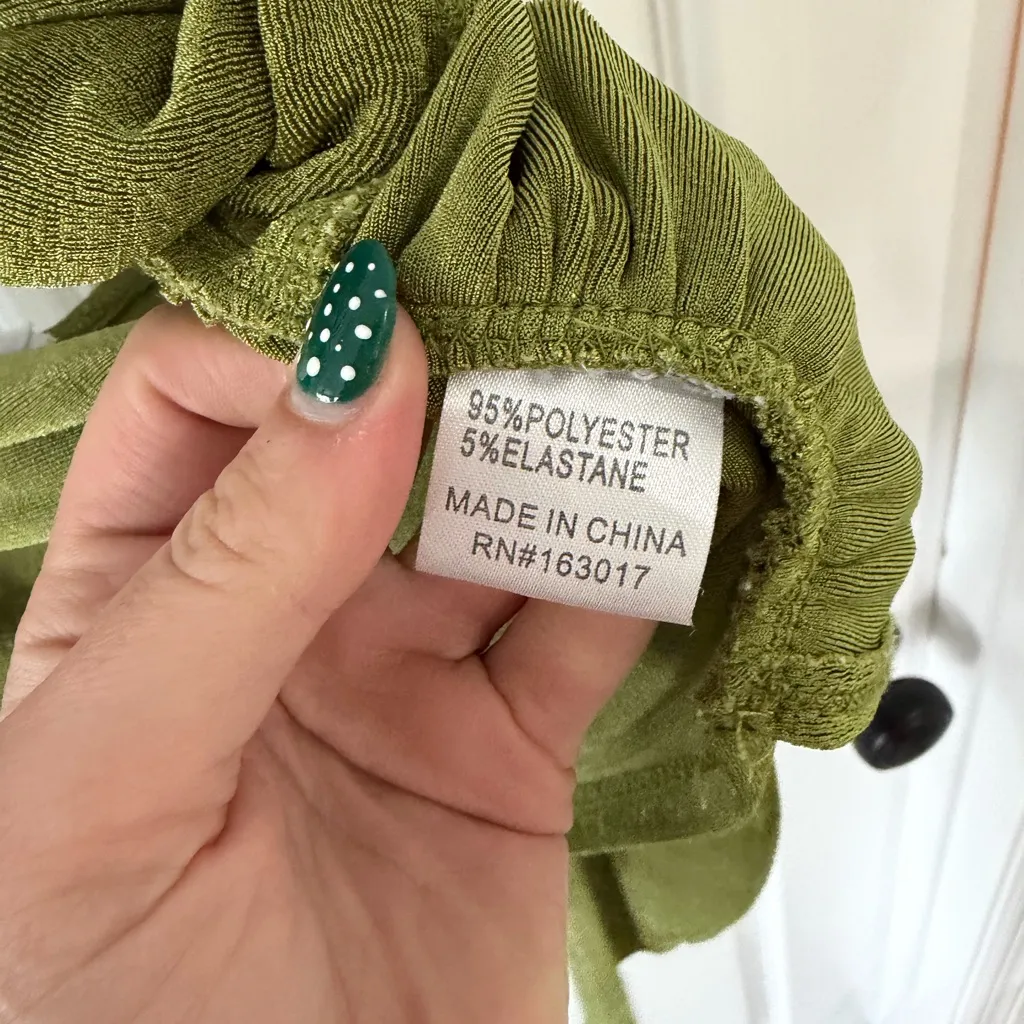 95%POLYESTER
5%ELASTANE
MADE IN CHINA
RN#163017